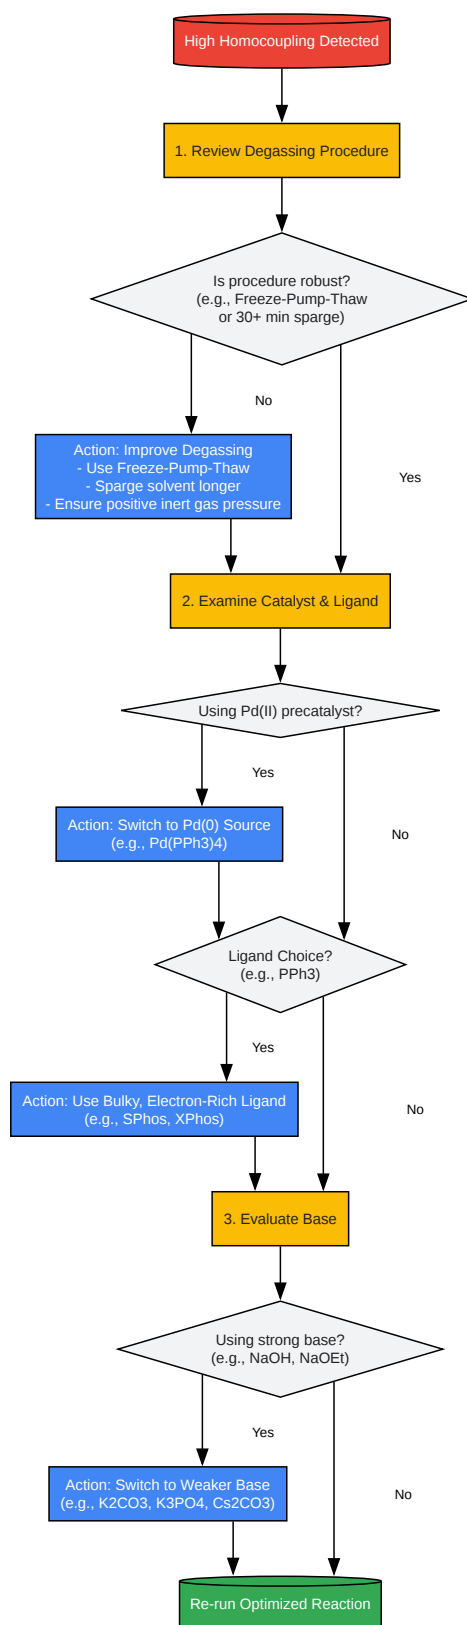 High Homocoupling Detected
1. Review Degassing Procedure
Is procedure robust?
(e.g., Freeze-Pump-Thaw
or 30+ min sparge)
No
Action: Improve Degassing
- Use Freeze-Pump-Thaw
- Sparge solvent longer
- Ensure positive inert gas pressure
Yes
2. Examine Catalyst & Ligand
Using Pd(II) precatalyst?
Yes
Action: Switch to Pd(0) Source
(e.g., Pd(PPh3)4)
No
Ligand Choice?
(e.g., PPh3)
Yes
Action: Use Bulky, Electron-Rich Ligand
(e.g., SPhos, XPhos)
No
3. Evaluate Base
Using strong base?
(e.g., NaOH, NaOEt)
Yes
Action: Switch to Weaker Base
(e.g., K2CO3, K3PO4, Cs2CO3)
No
Re-run Optimized Reaction